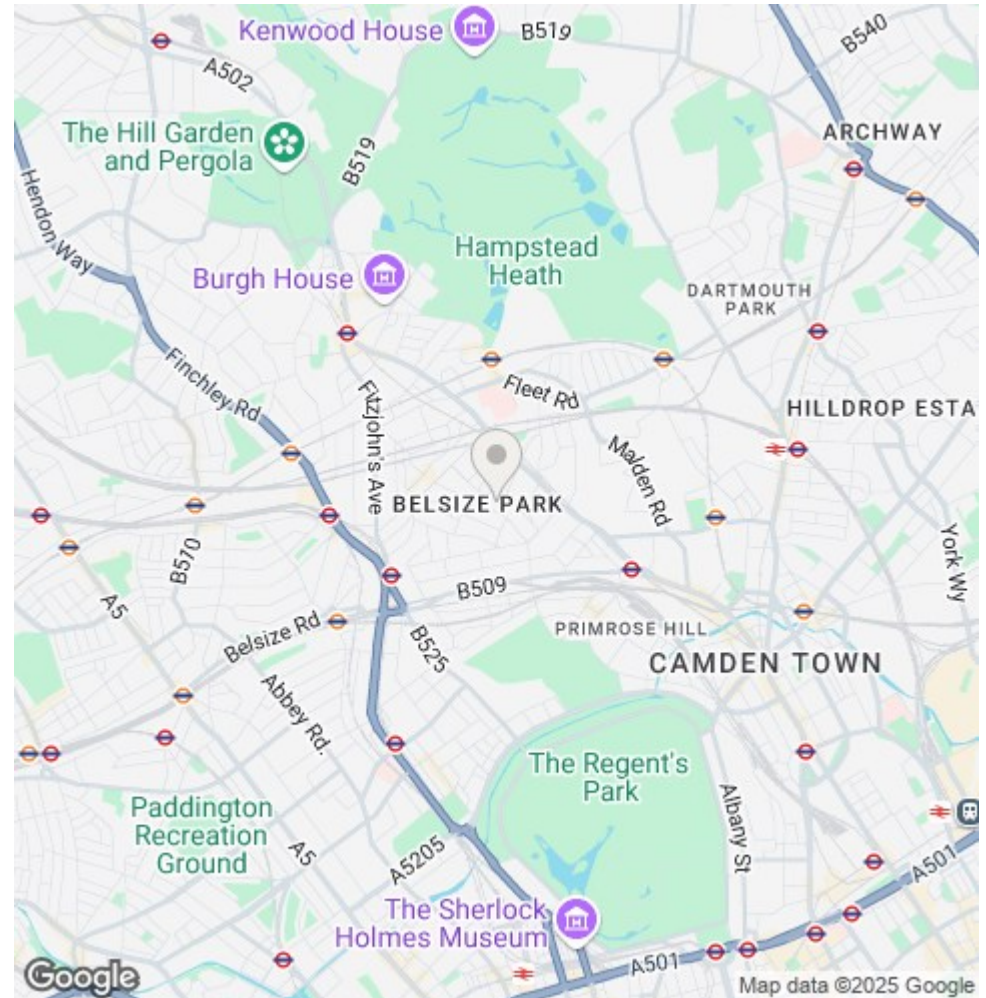 Kenwood House
B519
B540
A502
The Hill Garden
and Pergola
B519
ARCHWAY
Hendon Way
Hampstead
Heath
Burgh House
DARTMOUTH
PARK
Finchley Rd
Fitzjohn's Ave
Fleet Rd
HILLDROP ESTA
Malden Rd
BELSIZE PARK
York Wy
B570
B509
A5
Belsize Rd
B525
PRIMROSE HILL
CAMDEN TOWN
Abbey Rd.
The Regent's
Park
Albany St
Paddington
Recreation
Ground
A5
A5205
A501
The Sherlock
Holmes Museum
A501
Google
Map data ©2025 Google